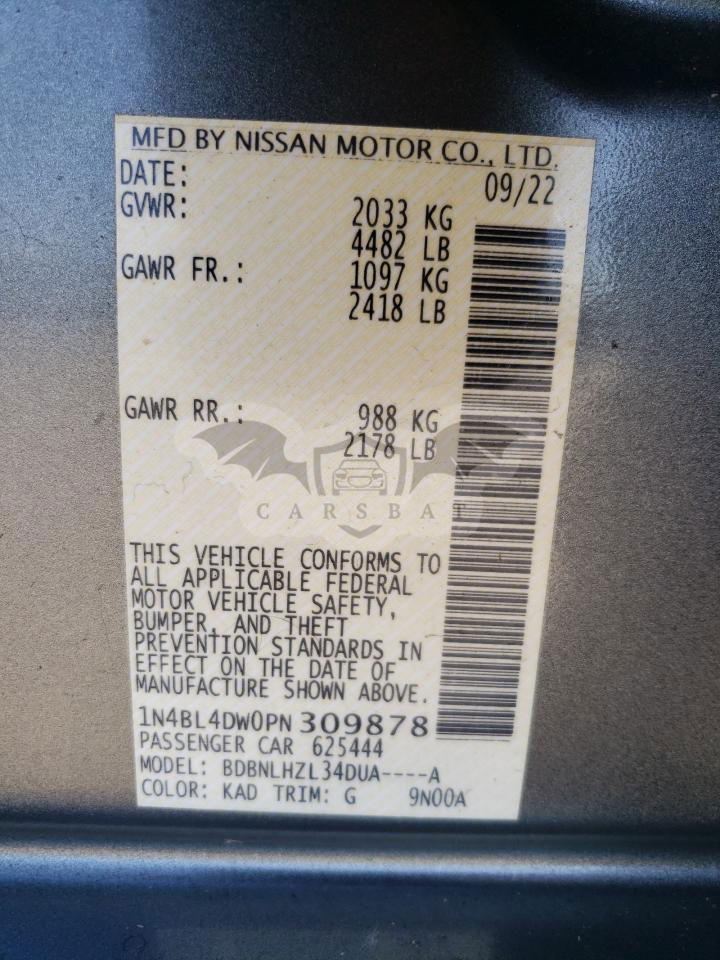 MFD BY NISSAN MOTOR CO., LTD.
DATE: 09/22
GVWR: 2033 KG
4482 LB
GAWR FR.: 1097 KG
2418 LB
GAWR RR.: 988 KG
2178 LB
CARSBAT
THIS VEHICLE CONFORMS TO
ALL APPLICABLE FEDERAL
MOTOR VEHICLE SAFETY,
BUMPER, AND THEFT
PREVENTION STANDARDS IN
EFFECT ON THE DATE OF
MANUFACTURE SHOWN ABOVE.
1N4BL4DW0PN309878
PASSENGER CAR 625444
MODEL: BDBNLHZL34DUA----A
COLOR: KAD TRIM: G 9N00A